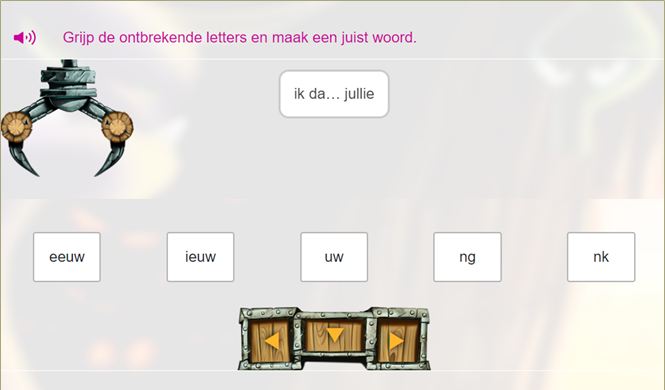 Grijp de ontbrekende letters en maak een juist woord.
ik da... jullie
eeuw ieuw uw ng nk